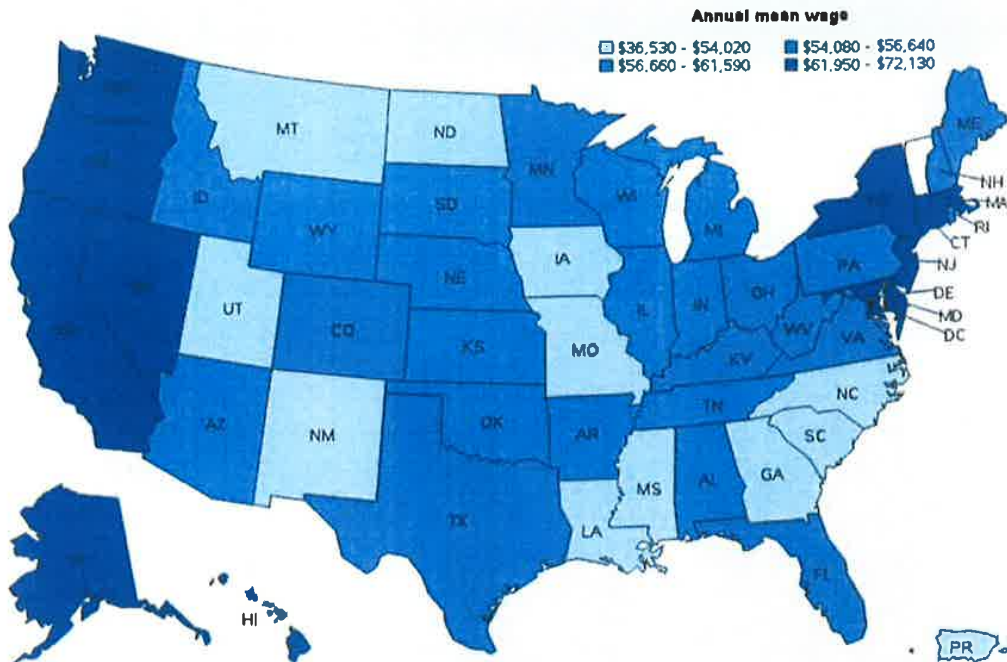 Annual mean wage
$36,530 - $54,020 $54,080 - $56,640
$56,660 - $61,590 $61,950 - $72,130
MT
ND
MN
ME
ID
SD
WI
MI
WY
IA
NE
NH
MA
RI
CT
NJ
PA
DE
MD
DC
UT
CO
KS
MO
IL
IN
OH
WV
VA
KY
NC
TN
SC
AZ
NM
OK
AR
MS
AL
GA
TX
LA
FL
HI
PR